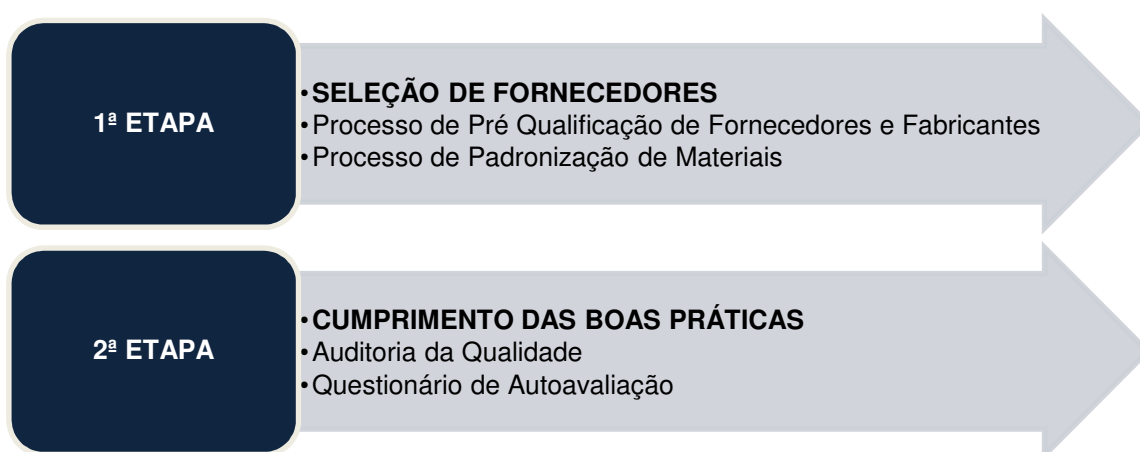 1ª ETAPA
•SELEÇÃO DE FORNECEDORES
•Processo de Pré Qualificação de Fornecedores e Fabricantes
•Processo de Padronização de Materiais
2ª ETAPA
•CUMPRIMENTO DAS BOAS PRÁTICAS
•Auditoria da Qualidade
•Questionário de Autoavaliação